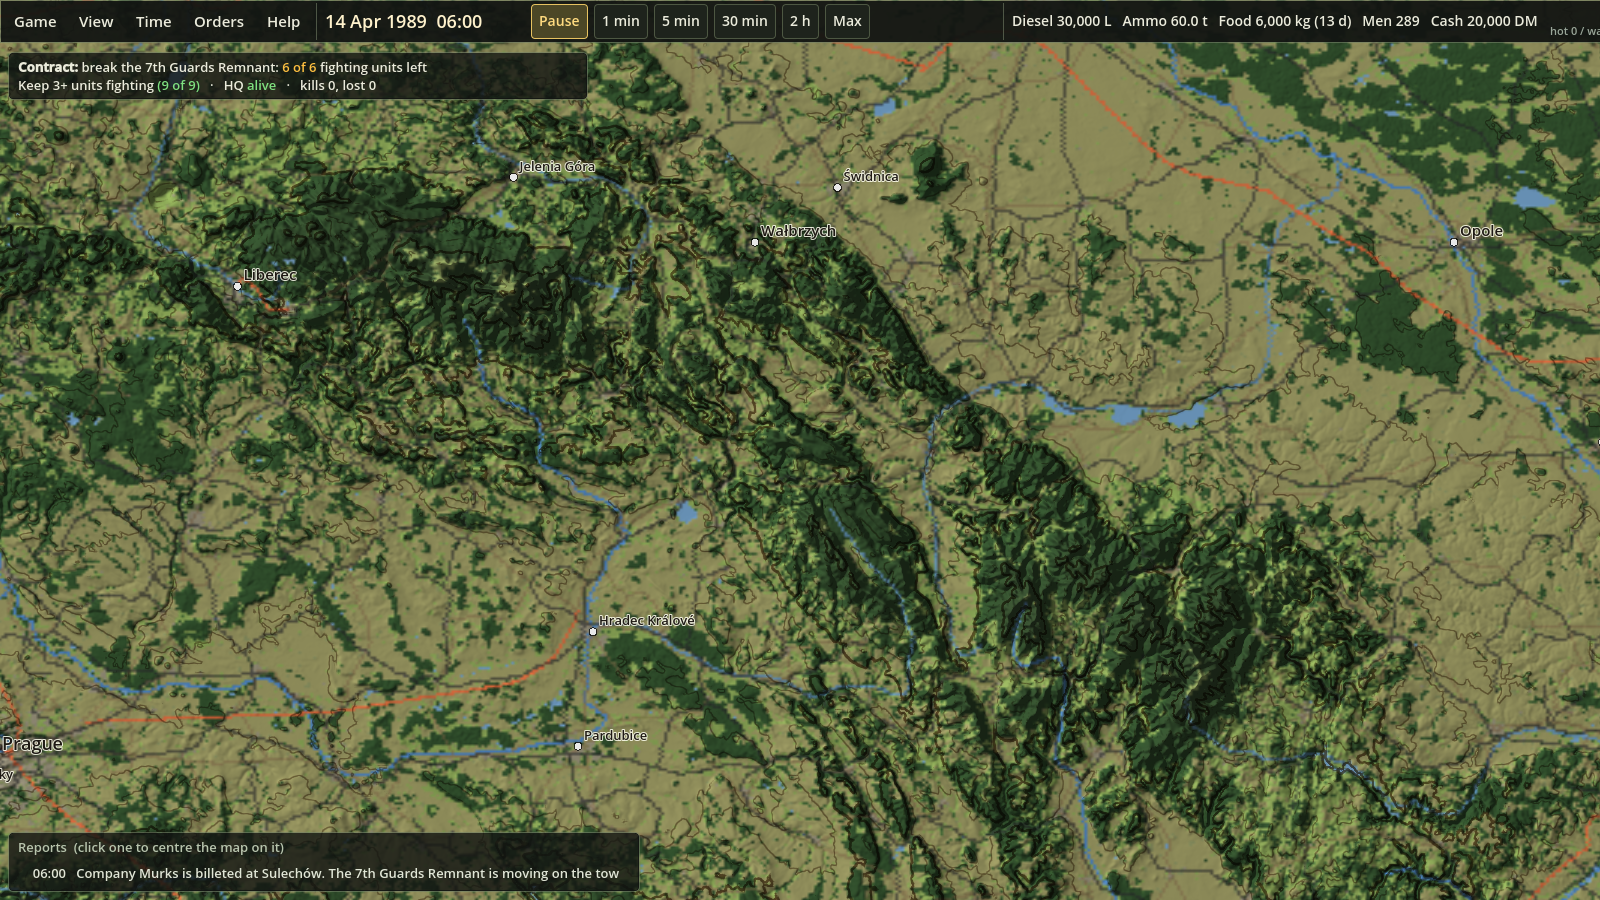 Game View Time Orders Help 14 Apr 1989 06:00 Pause 1 min 5 min 30 min 2 h Max Diesel 30,000 L Ammo 60.0 t Food 6,000 kg (13 d) Men 289 Cash 20,000 DM
hot 0 / wa
Contract: break the 7th Guards Remnant: 6 of 6 fighting units left
Keep 3+ units fighting (9 of 9) · HQ alive · kills 0, lost 0
Jelenia Góra
Świdnica
Wałbrzych
Opole
Liberec
Hradec Králové
Pardubice
Prague
ky
Reports (click one to centre the map on it)
06:00 Company Murks is billeted at Sulechów. The 7th Guards Remnant is moving on the tow